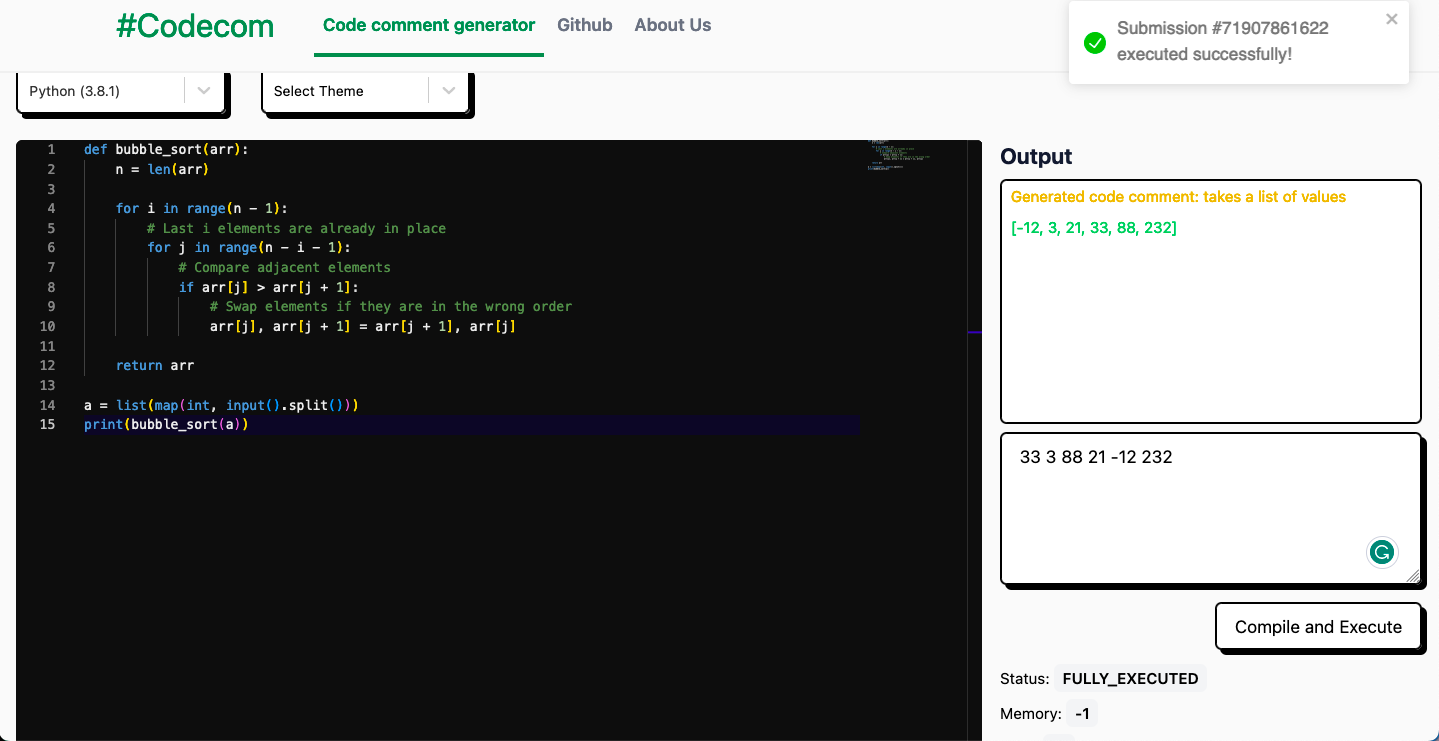 #Codecom
Code comment generator
Github
About Us
Submission #71907861622
executed successfully!
Python (3.8.1)
Select Theme
1 def bubble_sort(arr):
2     n = len(arr)
3
4     for i in range(n - 1):
5         # Last i elements are already in place
6         for j in range(n - i - 1):
7             # Compare adjacent elements
8             if arr[j] > arr[j + 1]:
9                 # Swap elements if they are in the wrong order
10                 arr[j], arr[j + 1] = arr[j + 1], arr[j]
11
12     return arr
13
14 a = list(map(int, input().split()))
15 print(bubble_sort(a))
Output
Generated code comment: takes a list of values
[-12, 3, 21, 33, 88, 232]
33 3 88 21 -12 232
Compile and Execute
Status: FULLY_EXECUTED
Memory: -1